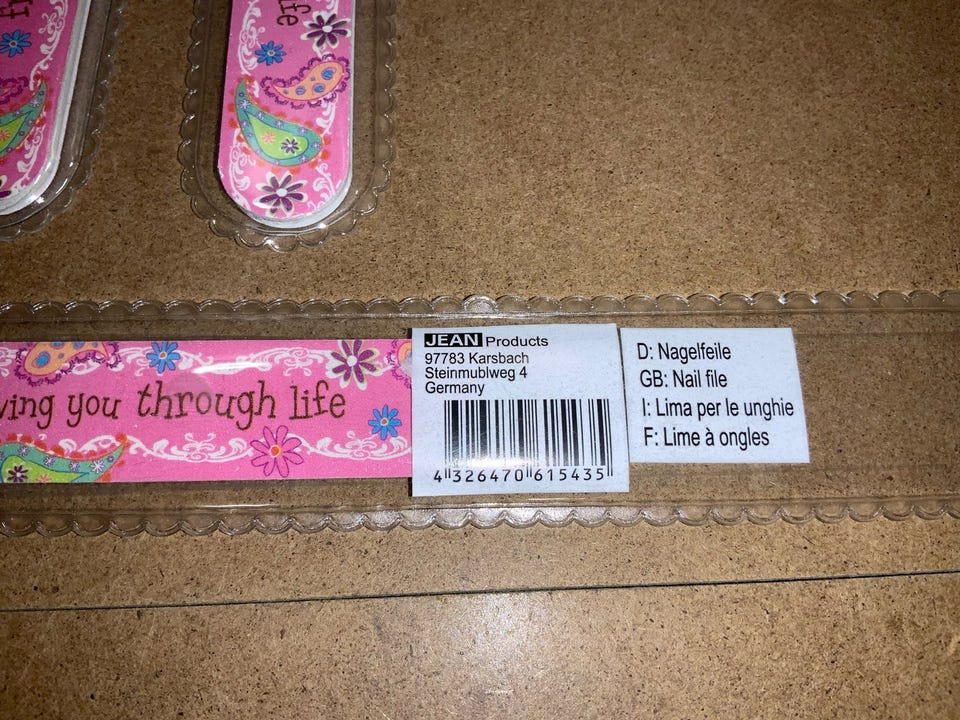 life
ving you through life
JEAN Products
97783 Karsbach
Steinmublweg 4
Germany
4 326470 615435
D: Nagelfeile
GB: Nail file
I: Lima per le unghie
F: Lime à ongles